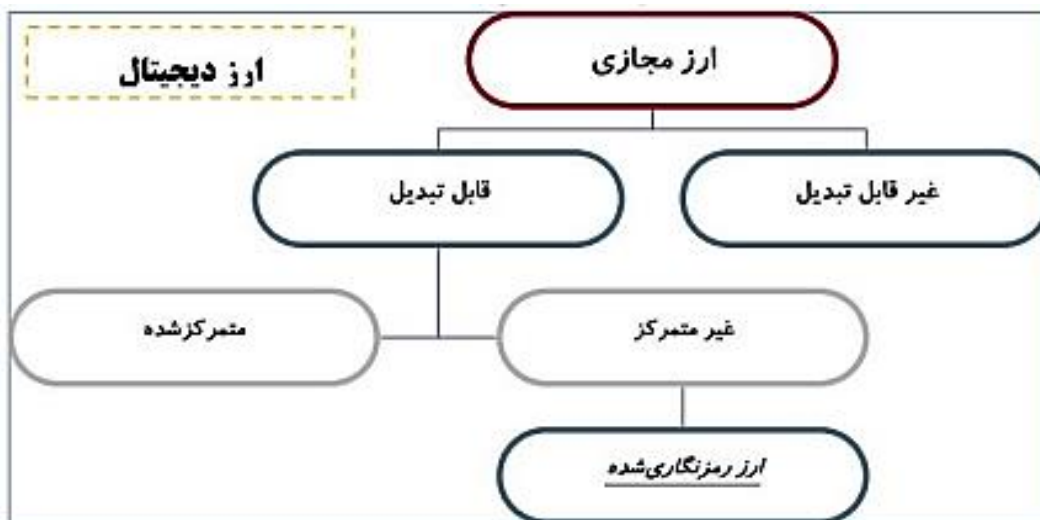 ارز دیجیتال
ارز مجازی
غیر قابل تبدیل
قابل تبدیل
غیر متمرکز
متمرکزشده
ارز رمزنگاری‌شده